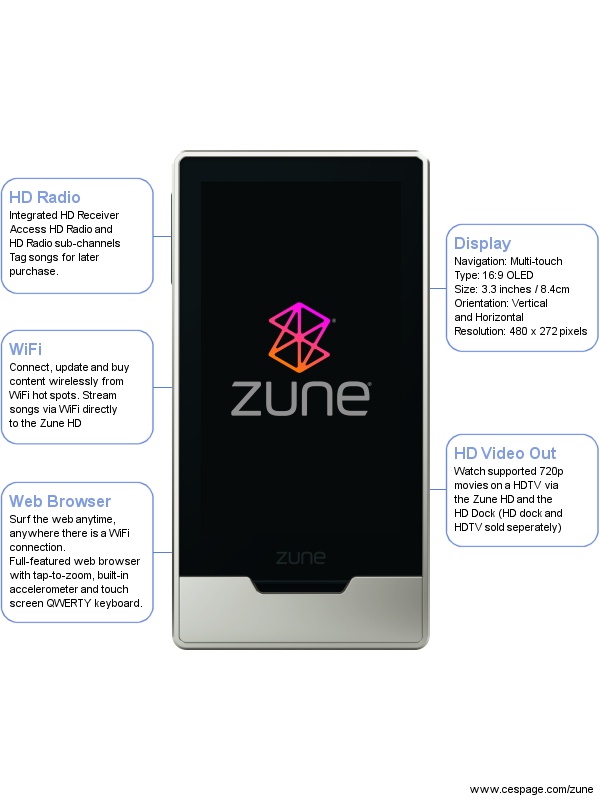 HD Radio
Integrated HD Receiver
Access HD Radio and
HD Radio sub-channels
Tag songs for later
purchase.
WiFi
Connect, update and buy
content wirelessly from
WiFi hot spots. Stream
songs via WiFi directly
to the Zune HD
Web Browser
Surf the web anytime,
anywhere there is a WiFi
connection.
Full-featured web browser
with tap-to-zoom, built-in
accelerometer and touch
screen QWERTY keyboard.
zune®
zune
Display
Navigation: Multi-touch
Type: 16:9 OLED
Size: 3.3 inches / 8.4cm
Orientation: Vertical
and Horizontal
Resolution: 480 x 272 pixels
HD Video Out
Watch supported 720p
movies on a HDTV via
the Zune HD and the
HD Dock (HD dock and
HDTV sold seperately)
www.cespage.com/zune